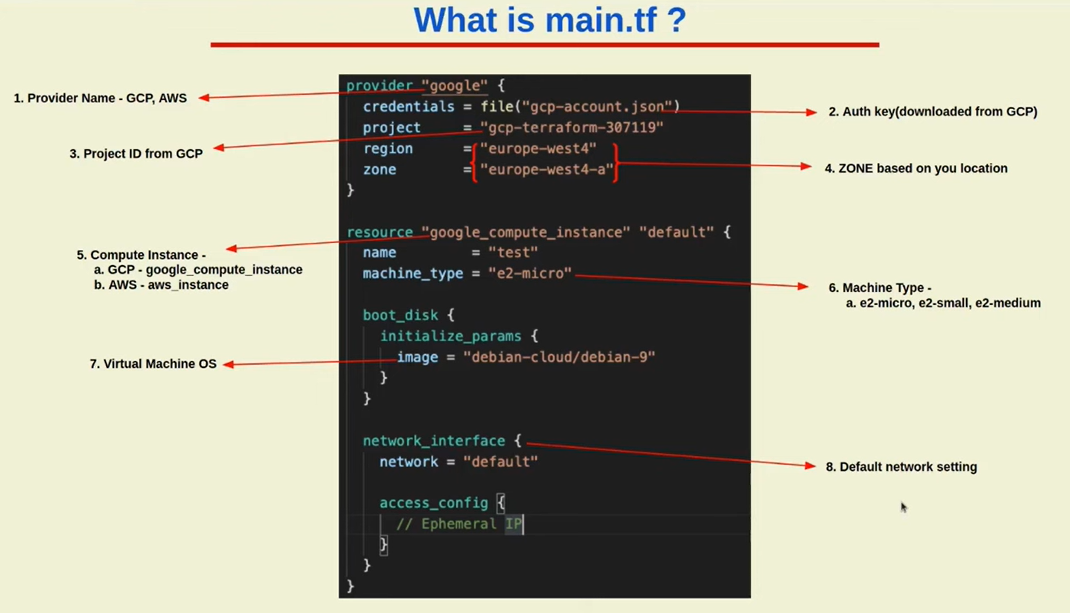 What is main.tf ?
1. Provider Name - GCP, AWS
2. Auth key(downloaded from GCP)
3. Project ID from GCP
4. ZONE based on you location
5. Compute Instance -
a. GCP - google_compute_instance
b. AWS - aws_instance
6. Machine Type -
a. e2-micro, e2-small, e2-medium
7. Virtual Machine OS
8. Default network setting
provider "google" {
credentials = file("gcp-account.json")
project = "gcp-terraform-307119"
region = "europe-west4"
zone = "europe-west4-a"
}
resource "google_compute_instance" "default" {
name = "test"
machine_type = "e2-micro"
boot_disk {
initialize_params {
image = "debian-cloud/debian-9"
}
}
network_interface {
network = "default"
access_config {
// Ephemeral IP
}
}
}